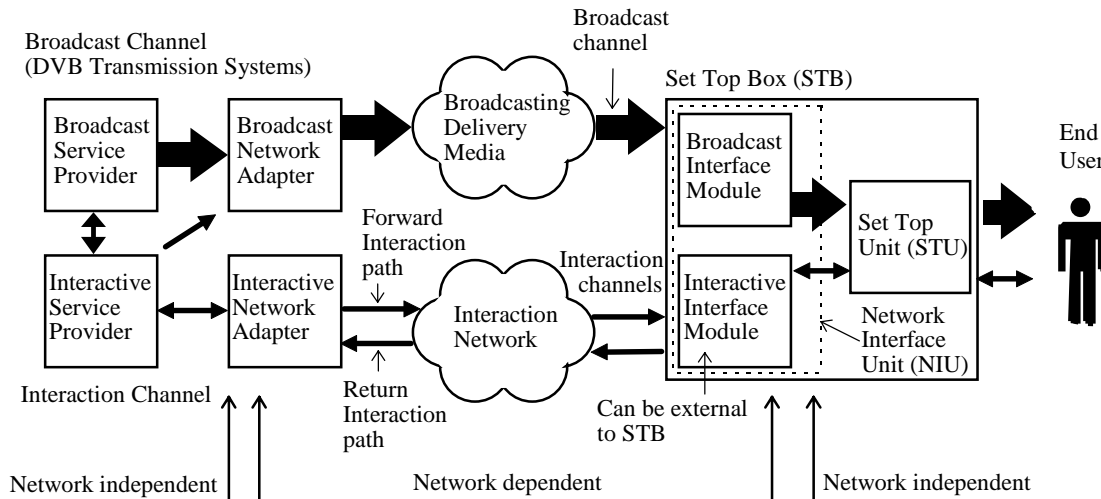 Broadcast Channel
(DVB Transmission Systems)
Broadcast
channel
Set Top Box (STB)
Broadcast
Service
Provider
Broadcast
Network
Adapter
Broadcasting
Delivery
Media
Broadcast
Interface
Module
Set Top
Unit (STU)
End
User
Forward
Interaction
path
Interaction
channels
Interactive
Service
Provider
Interactive
Network
Adapter
Interaction
Network
Interactive
Interface
Module
Network
Interface
Unit (NIU)
Interaction Channel
Return
Interaction
path
Can be external
to STB
Network independent
Network dependent
Network independent